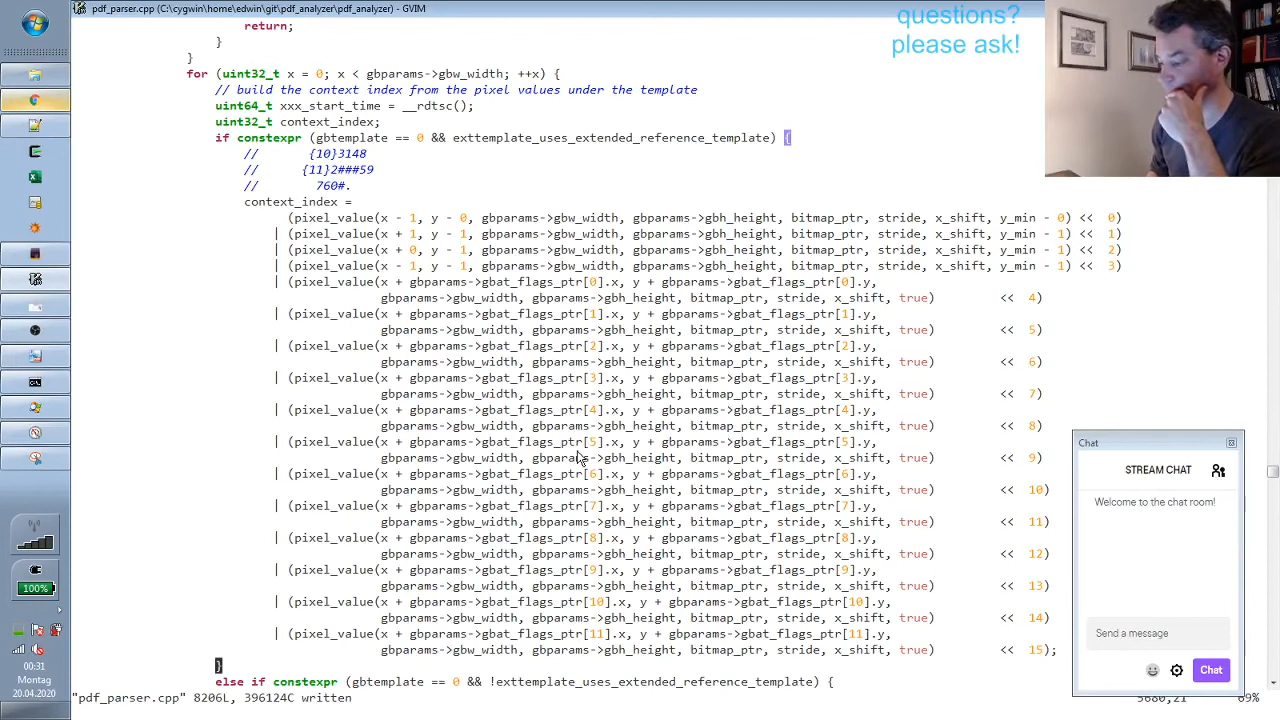 pdf_parser.cpp (C:\cygwin\home\edwin\git\pdf_analyzer\pdf_analyzer) - GVIM
questions?
please ask!
return;
}
}
for (uint32_t x = 0; x < gbparams->gbw_width; ++x) {
// build the context index from the pixel values under the template
uint64_t xxx_start_time = __rdtsc();
uint32_t context_index;
if constexpr (gbtemplate == 0 && exttemplate_uses_extended_reference_template) {
// {10}3148
// {11}2###59
// 760#.
context_index =
(pixel_value(x - 1, y - 0, gbparams->gbw_width, gbparams->gbh_height, bitmap_ptr, stride, x_shift, y_min - 0) << 0)
| (pixel_value(x + 1, y - 1, gbparams->gbw_width, gbparams->gbh_height, bitmap_ptr, stride, x_shift, y_min - 1) << 1)
| (pixel_value(x + 0, y - 1, gbparams->gbw_width, gbparams->gbh_height, bitmap_ptr, stride, x_shift, y_min - 1) << 2)
| (pixel_value(x - 1, y - 1, gbparams->gbw_width, gbparams->gbh_height, bitmap_ptr, stride, x_shift, y_min - 1) << 3)
| (pixel_value(x + gbparams->gbat_flags_ptr[0].x, y + gbparams->gbat_flags_ptr[0].y,
gbparams->gbw_width, gbparams->gbh_height, bitmap_ptr, stride, x_shift, true) << 4)
| (pixel_value(x + gbparams->gbat_flags_ptr[1].x, y + gbparams->gbat_flags_ptr[1].y,
gbparams->gbw_width, gbparams->gbh_height, bitmap_ptr, stride, x_shift, true) << 5)
| (pixel_value(x + gbparams->gbat_flags_ptr[2].x, y + gbparams->gbat_flags_ptr[2].y,
gbparams->gbw_width, gbparams->gbh_height, bitmap_ptr, stride, x_shift, true) << 6)
| (pixel_value(x + gbparams->gbat_flags_ptr[3].x, y + gbparams->gbat_flags_ptr[3].y,
gbparams->gbw_width, gbparams->gbh_height, bitmap_ptr, stride, x_shift, true) << 7)
| (pixel_value(x + gbparams->gbat_flags_ptr[4].x, y + gbparams->gbat_flags_ptr[4].y,
gbparams->gbw_width, gbparams->gbh_height, bitmap_ptr, stride, x_shift, true) << 8)
| (pixel_value(x + gbparams->gbat_flags_ptr[5].x, y + gbparams->gbat_flags_ptr[5].y,
gbparams->gbw_width, gbparams->gbh_height, bitmap_ptr, stride, x_shift, true) << 9)
| (pixel_value(x + gbparams->gbat_flags_ptr[6].x, y + gbparams->gbat_flags_ptr[6].y,
gbparams->gbw_width, gbparams->gbh_height, bitmap_ptr, stride, x_shift, true) << 10)
| (pixel_value(x + gbparams->gbat_flags_ptr[7].x, y + gbparams->gbat_flags_ptr[7].y,
gbparams->gbw_width, gbparams->gbh_height, bitmap_ptr, stride, x_shift, true) << 11)
| (pixel_value(x + gbparams->gbat_flags_ptr[8].x, y + gbparams->gbat_flags_ptr[8].y,
gbparams->gbw_width, gbparams->gbh_height, bitmap_ptr, stride, x_shift, true) << 12)
| (pixel_value(x + gbparams->gbat_flags_ptr[9].x, y + gbparams->gbat_flags_ptr[9].y,
gbparams->gbw_width, gbparams->gbh_height, bitmap_ptr, stride, x_shift, true) << 13)
| (pixel_value(x + gbparams->gbat_flags_ptr[10].x, y + gbparams->gbat_flags_ptr[10].y,
gbparams->gbw_width, gbparams->gbh_height, bitmap_ptr, stride, x_shift, true) << 14)
| (pixel_value(x + gbparams->gbat_flags_ptr[11].x, y + gbparams->gbat_flags_ptr[11].y,
gbparams->gbw_width, gbparams->gbh_height, bitmap_ptr, stride, x_shift, true) << 15);
}
else if constexpr (gbtemplate == 0 && !exttemplate_uses_extended_reference_template) {
"pdf_parser.cpp" 8206L, 396124C written
5680,21 69%
Chat
STREAM CHAT
Welcome to the chat room!
Send a message
Chat
100%
00:31
Montag
20.04.2020